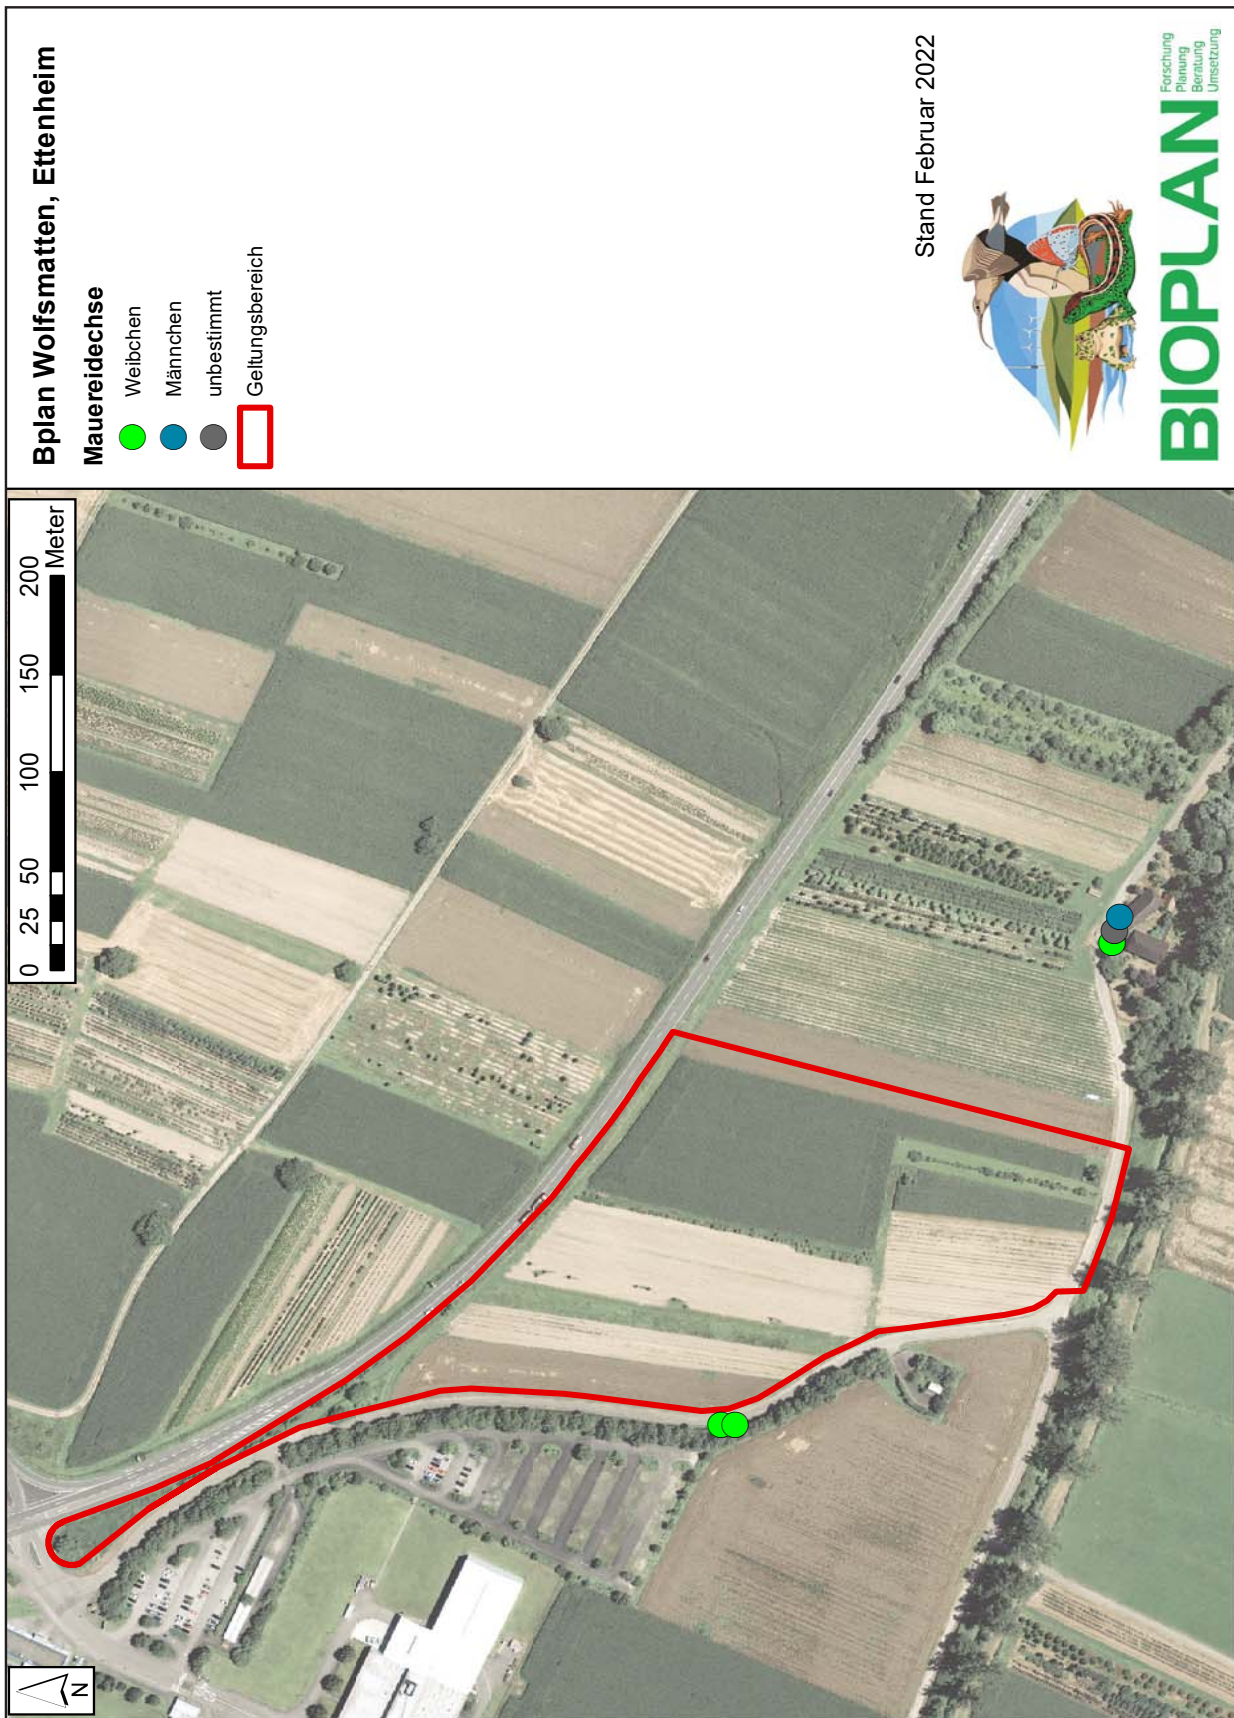 Bplan Wolfsmatten, Ettenheim
Mauereidechse
Weibchen
Männchen
unbestimmt
Geltungsbereich
Stand Februar 2022
BIOPLAN
Forschung
Planung
Beratung
Umsetzung
0 25 50 100 150 200
Meter
N